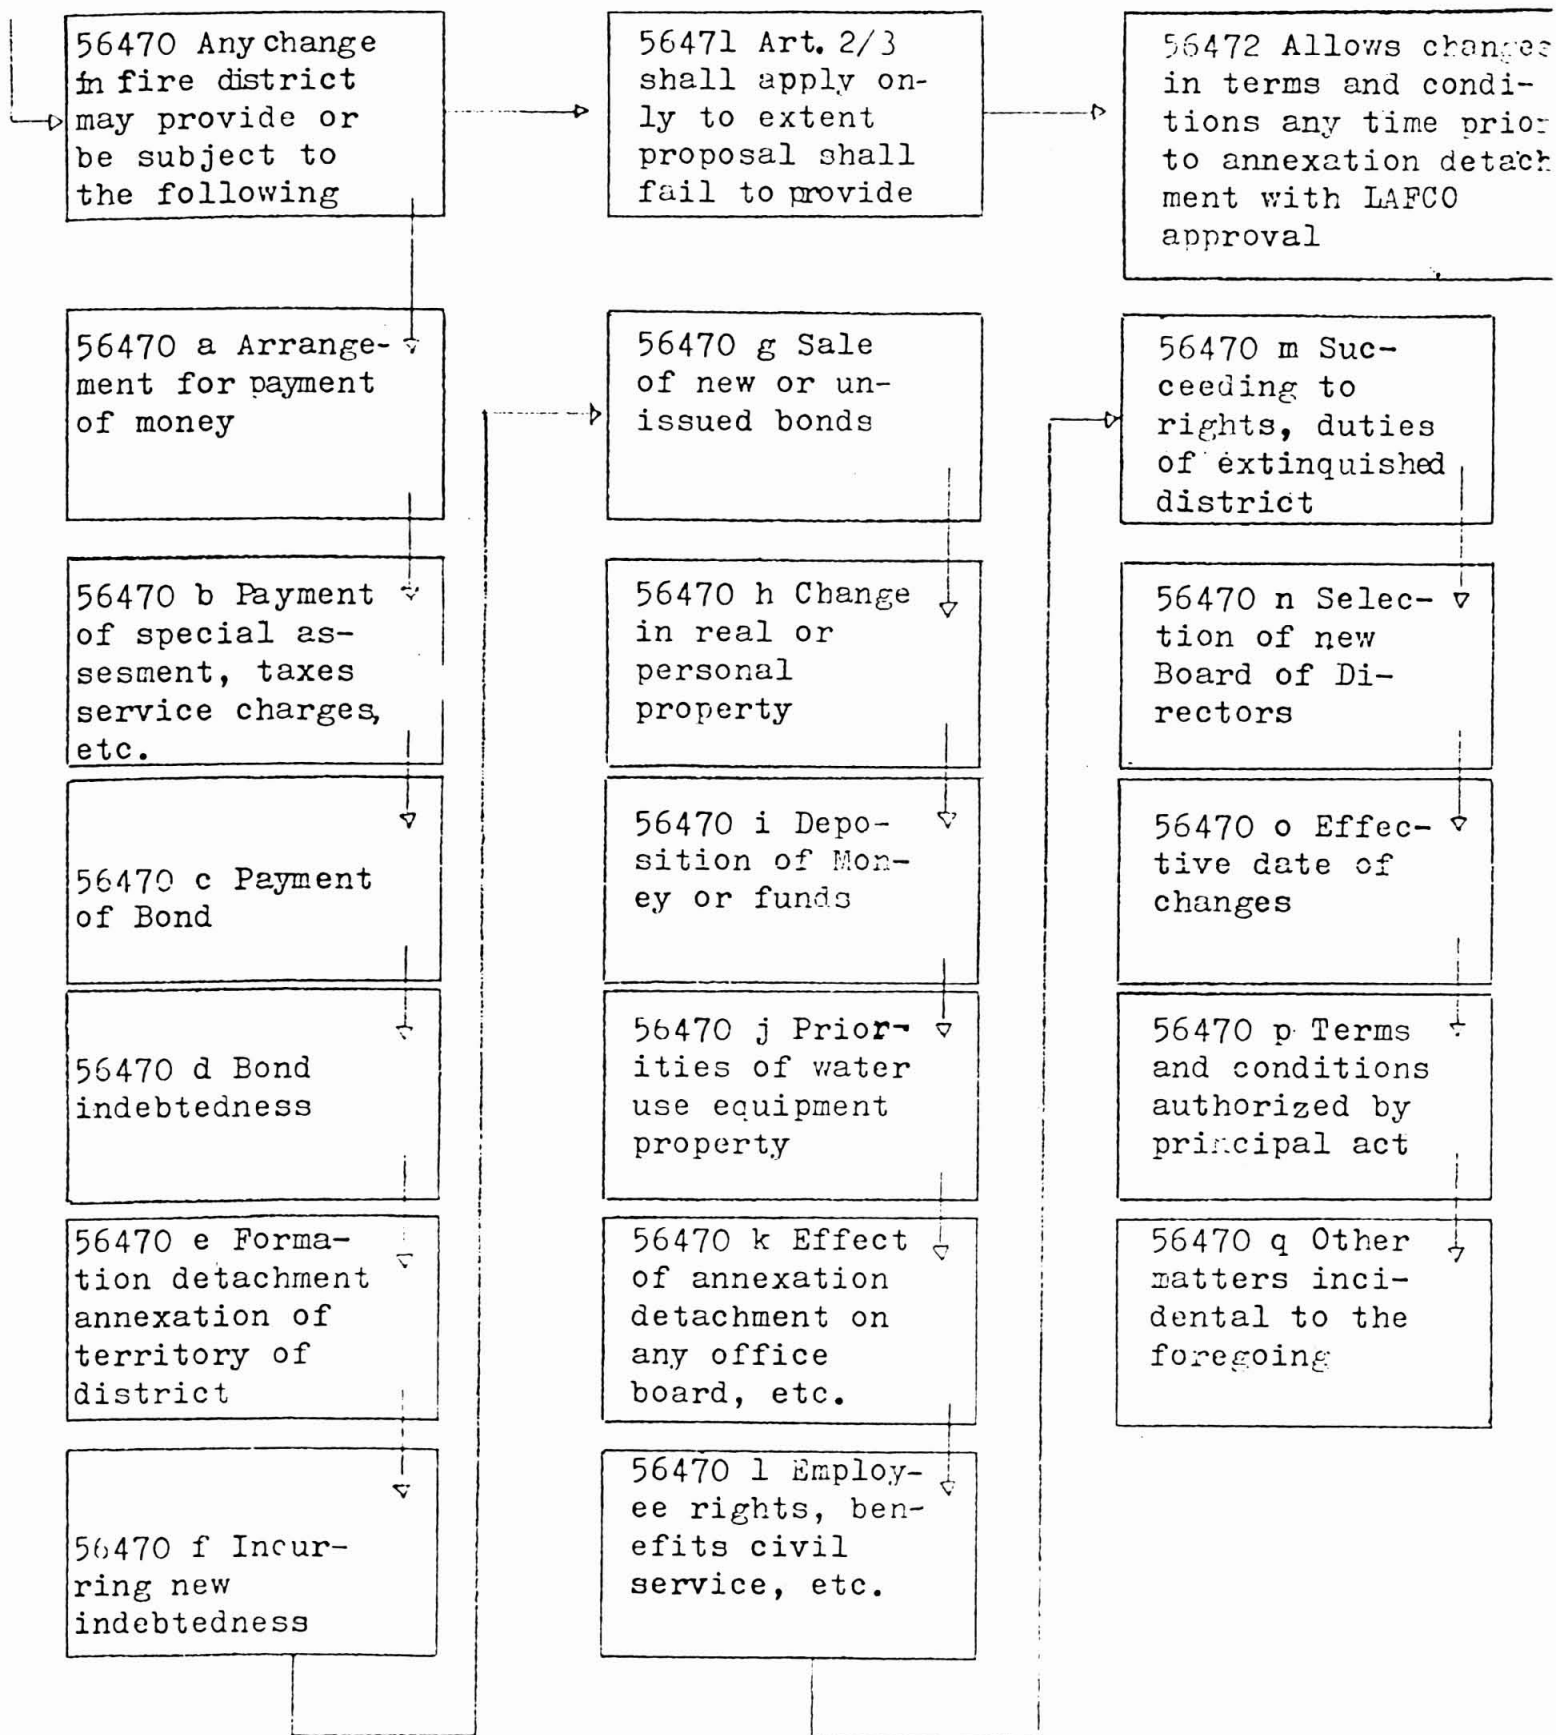 56470 Any change
in fire district
may provide or
be subject to
the following
56471 Art. 2/3
shall apply on-
ly to extent
proposal shall
fail to provide
56472 Allows changes
in terms and condi-
tions any time prior
to annexation detach
ment with LAFCO
approval
56470 a Arrange-
ment for payment
of money
56470 b Payment
of special as-
sesment, taxes
service charges,
etc.
56470 c Payment
of Bond
56470 d Bond
indebtedness
56470 e Forma-
tion detachment
annexation of
territory of
district
56470 f Incur-
ring new
indebtedness
56470 g Sale
of new or un-
issued bonds
56470 h Change
in real or
personal
property
56470 i Depo-
sition of Mon-
ey or funds
56470 j Prior-
ities of water
use equipment
property
56470 k Effect
of annexation
detachment on
any office
board, etc.
56470 l Employ-
ee rights, ben-
efits civil
service, etc.
56470 m Suc-
ceeding to
rights, duties
of extinquished
district
56470 n Selec-
tion of new
Board of Di-
rectors
56470 o Effec-
tive date of
changes
56470 p Terms
and conditions
authorized by
principal act
56470 q Other
matters inci-
dental to the
foregoing